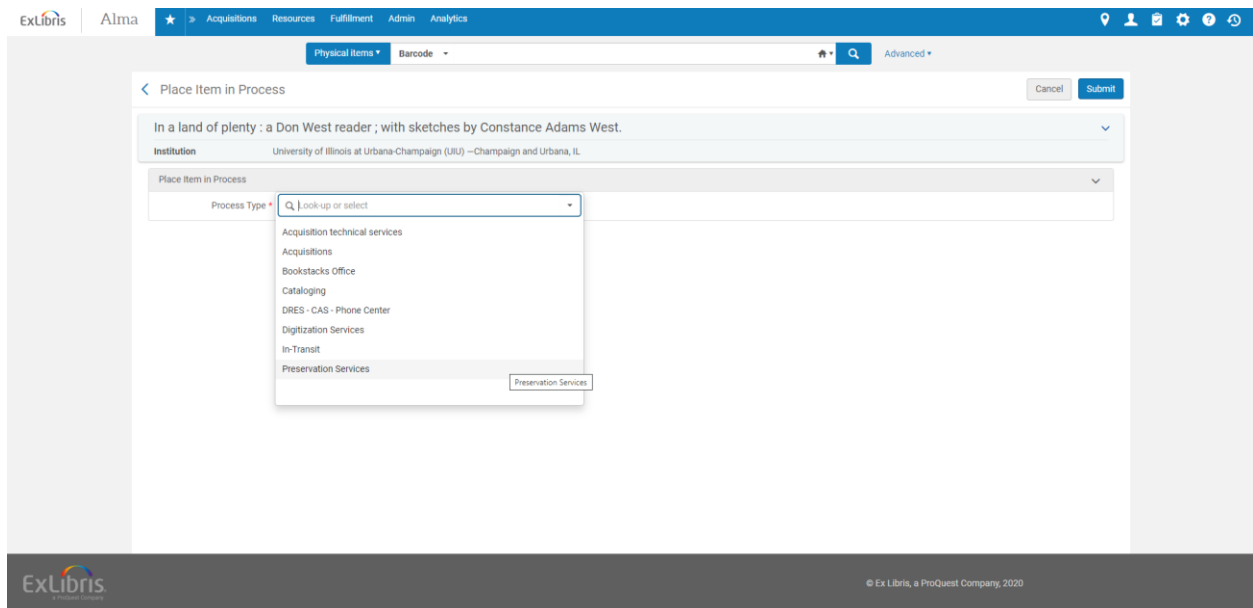 ExLibris Alma Acquisitions Resources Fulfillment Admin Analytics
Physical items Barcode Advanced
Place Item in Process Cancel Submit
In a land of plenty : a Don West reader ; with sketches by Constance Adams West.
Institution University of Illinois at Urbana-Champaign (UIU) —Champaign and Urbana, IL
Place Item in Process
Process Type * Look-up or select
Acquisition technical services
Acquisitions
Bookstacks Office
Cataloging
DRES - CAS - Phone Center
Digitization Services
In-Transit
Preservation Services
Preservation Services
ExLibris © Ex Libris, a ProQuest Company, 2020
a ProQuest Company